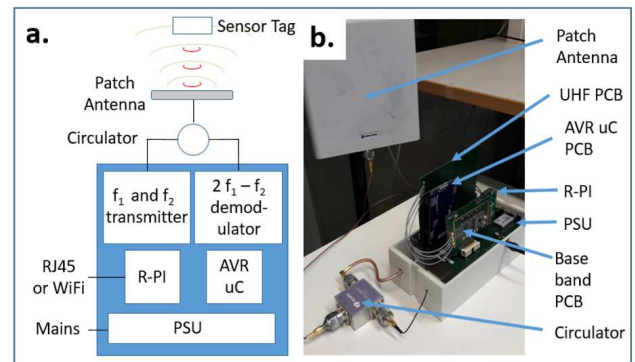 a.
Sensor Tag
Patch
Antenna
Circulator
f₁ and f₂
transmitter
2 f₁ – f₂
demod-
ulator
RJ45
or WiFi
R-PI
AVR
uC
Mains
PSU
b.
Patch
Antenna
UHF PCB
AVR uC
PCB
R-PI
PSU
Base
band
PCB
Circulator